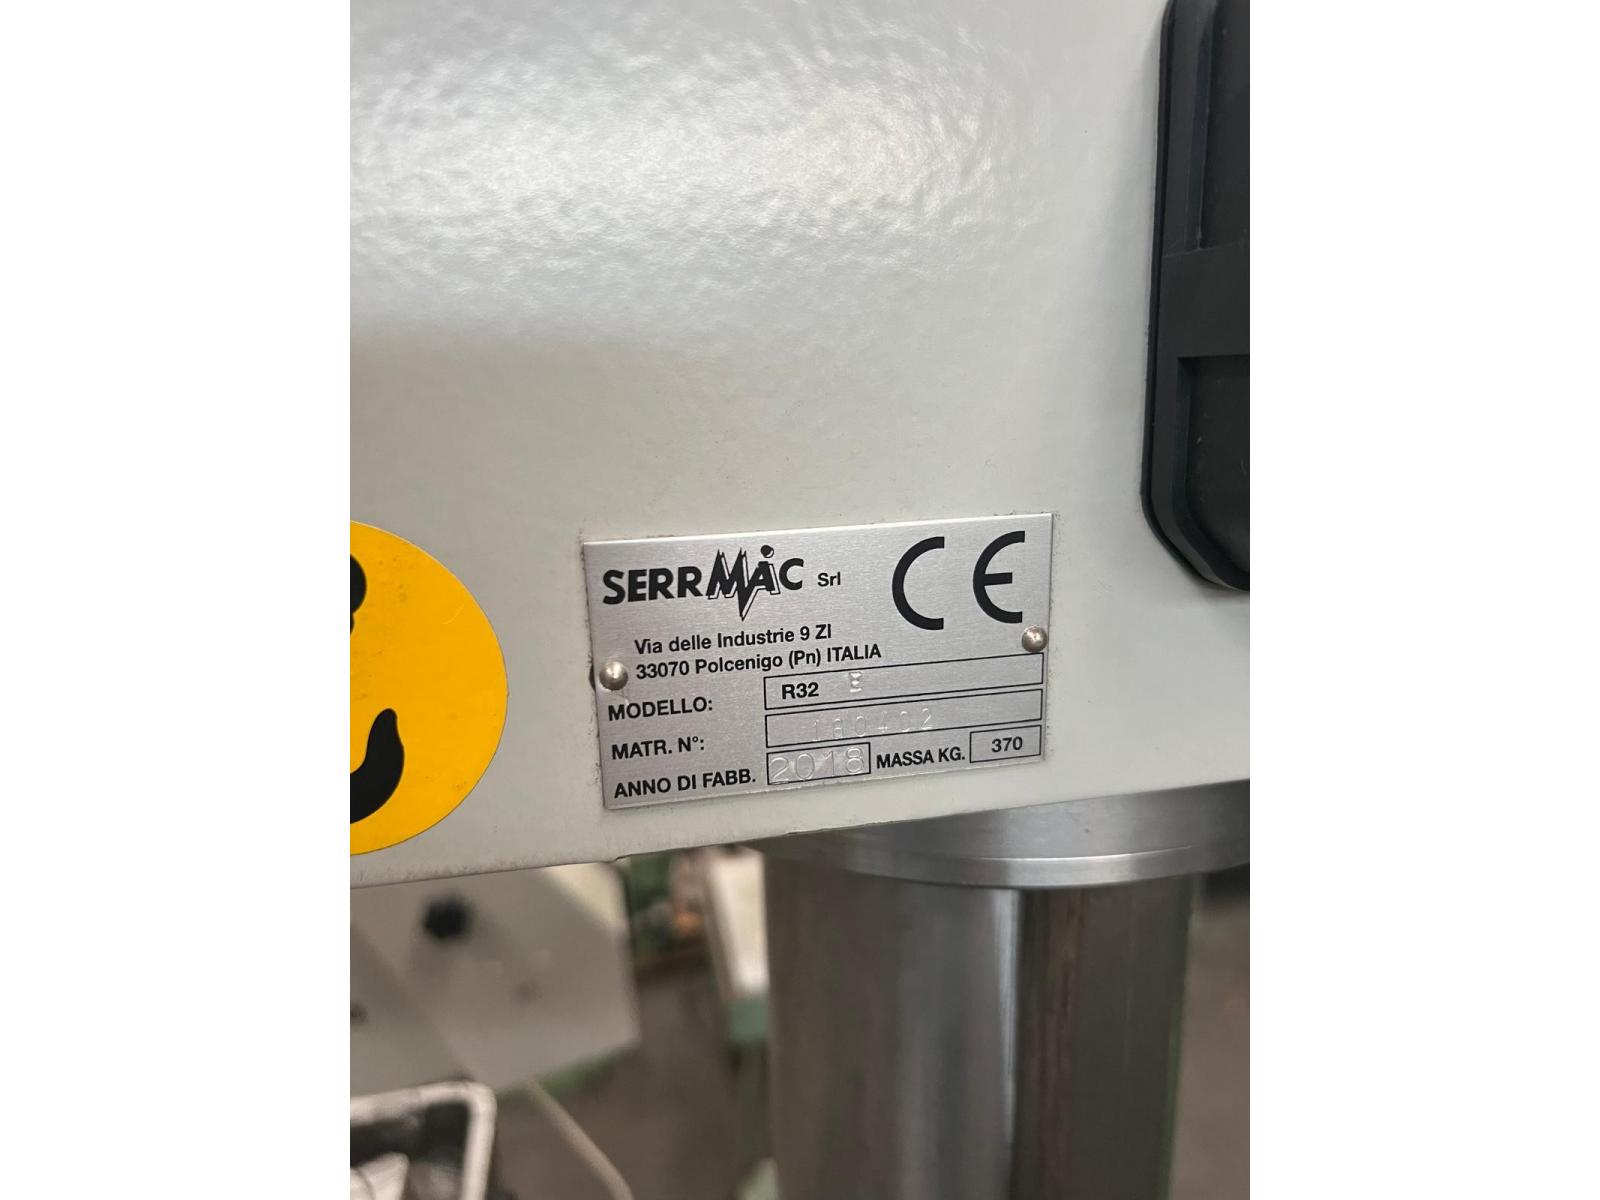 SERRMAC Srl
CE
Via delle Industrie 9 ZI
33070 Polcenigo (Pn) ITALIA
MODELLO: R32 E
MATR. N°: 180402
ANNO DI FABB. 2018 MASSA KG. 370